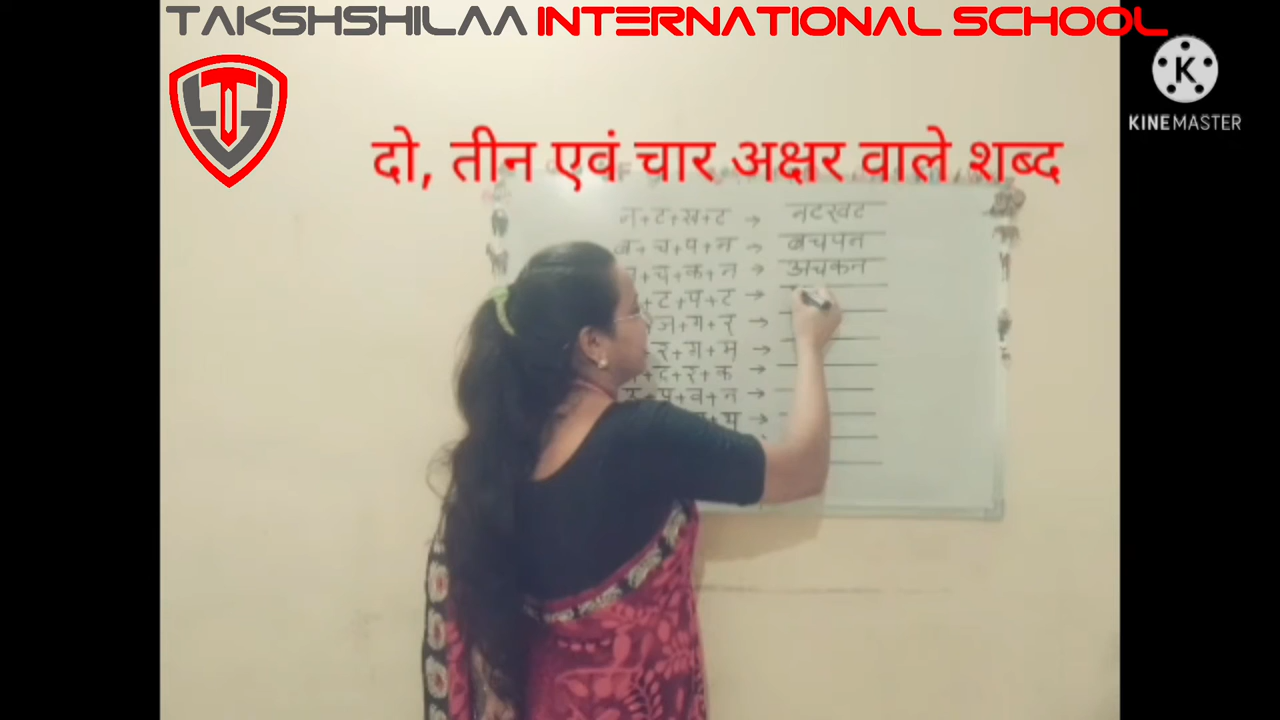 TAKSHSHILAA INTERNATIONAL SCHOOL
K
KINEMASTER
दो, तीन एवं चार अक्षर वाले शब्द
न+ट+ख+ट → नटखट
ब+च+प+न → बचपन
+च+क+न → अचकन
+ट+प+ट →
ज+ग+र →
+र+ग+म →
+द+र+क →
+प+व+न →